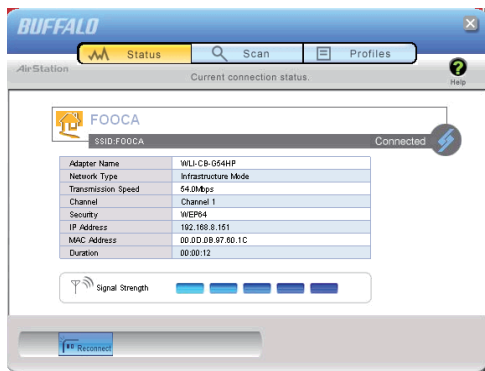 BUFFALO
Status Scan Profiles
AirStation
Current connection status.
Help
FOOCA
SSID:FOOCA
Connected
Adapter Name WLI-CB-G54HP
Network Type Infrastructure Mode
Transmission Speed 54.0Mbps
Channel Channel 1
Security WEP64
IP Address 192.168.8.151
MAC Address 00.0D.0B.97.60.1C
Duration 00:00:12
Signal Strength
Reconnect